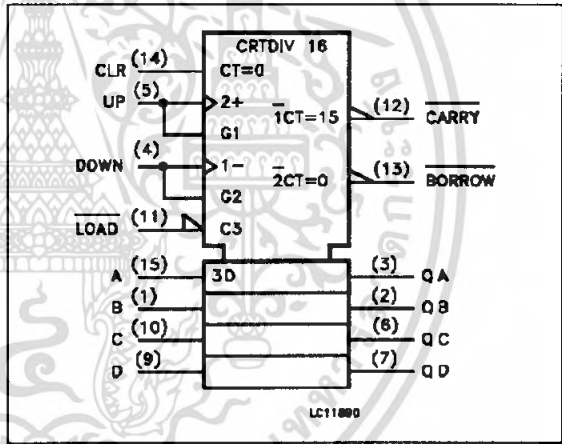 CRTDIV 16
CLR (14) CT=0
UP (5) 2+ 1CT=15 (12) CARRY
G1
DOWN (4) 1- 2CT=0 (13) BORROW
G2
LOAD (11) C3
A (15) 3D (3) QA
B (1) (2) QB
C (10) (6) QC
D (9) (7) QD
LC11890